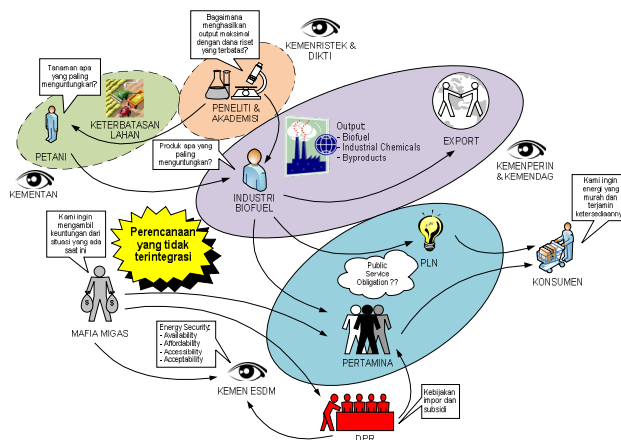 Bagaimana
menghasilkan
output maksimal
dengan dana riset
yang terbatas?
KEMENRISTEK &
DIKTI
Tanaman apa
yang paling
menguntungkan?
PENELITI &
AKADEMISI
KETERBATASAN
LAHAN
PETANI
KEMENTAN
Produk apa yang
paling
menguntungkan?
Output:
- Biofuel
- Industrial Chemicals
- Byproducts
EXPORT
INDUSTRI
BIOFUEL
KEMENPERIN
& KEMENDAG
Kami ingin
energi yang
murah dan
terjamin
ketersediaannya
Kami ingin
mengambil
keuntungan dari
situasi yang ada
saat ini
Perencanaan
yang tidak
terintegrasi
Public
Service
Obligation ??
PLN
KONSUMEN
MAFIA MIGAS
Energy Security:
- Availability
- Affordability
- Accessibility
- Acceptability
PERTAMINA
KEMEN ESDM
Kebijakan
impor dan
subsidi
DPR